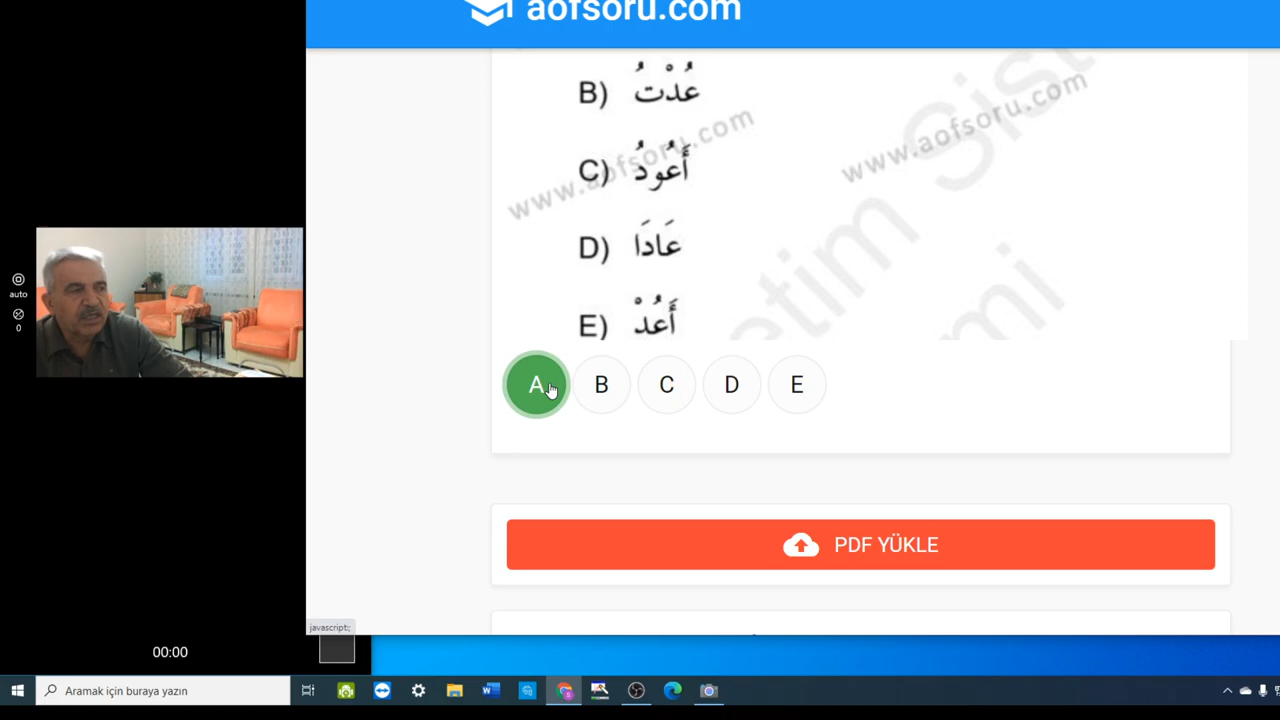 aofsoru.com
B) عُدْتُ
C) أَعُودُ
D) عَادَا
E) أَعُدْ
www.aofsoru.com
www.aofsoru.com
A B C D E
PDF YÜKLE
auto
0
javascript:;
00:00
Aramak için buraya yazın